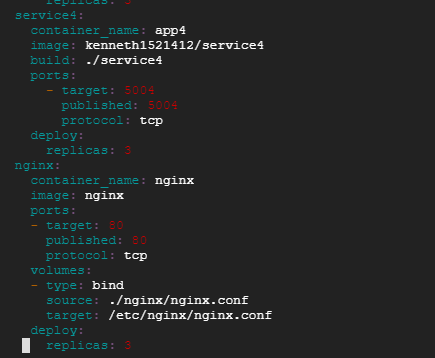 replicas: 3
service4:
container_name: app4
image: kenneth1521412/service4
build: ./service4
ports:
- target: 5004
published: 5004
protocol: tcp
deploy:
replicas: 3
nginx:
container_name: nginx
image: nginx
ports:
- target: 80
published: 80
protocol: tcp
volumes:
- type: bind
source: ./nginx/nginx.conf
target: /etc/nginx/nginx.conf
deploy:
replicas: 3